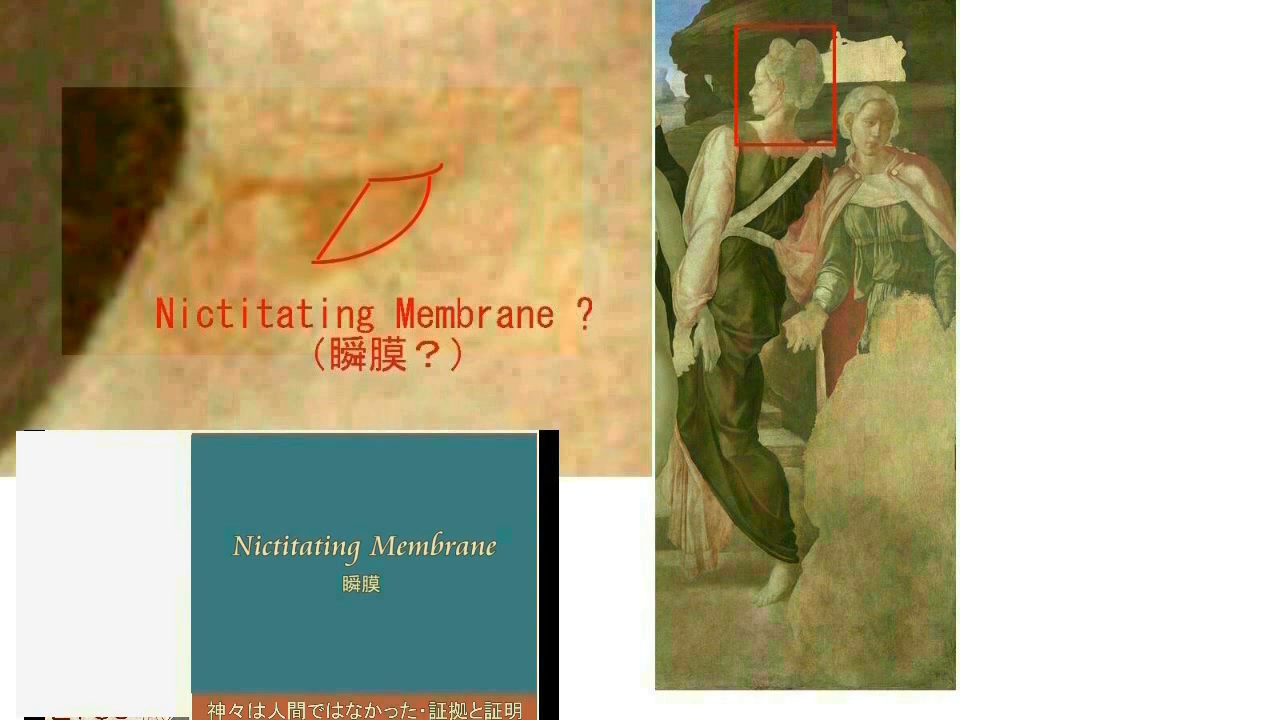 Nictitating Membrane ?
(瞬膜？)
Nictitating Membrane
瞬膜
神々は人間ではなかった・証拠と証明